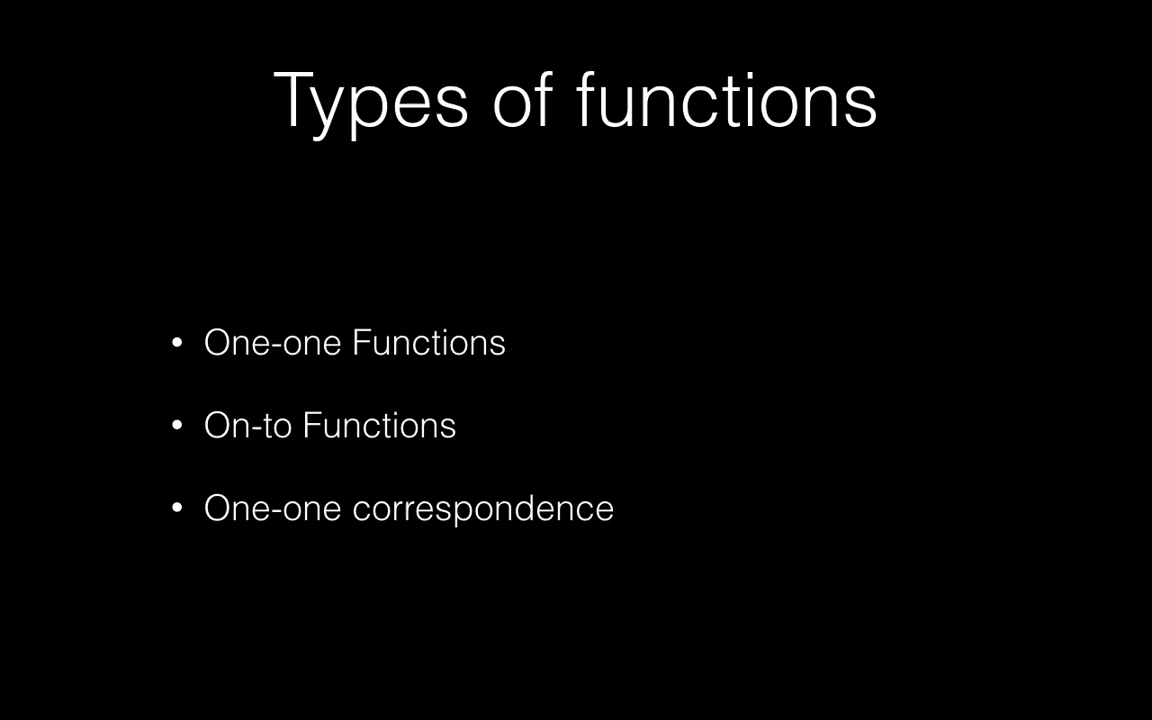 Types of functions
• One-one Functions
• On-to Functions
• One-one correspondence